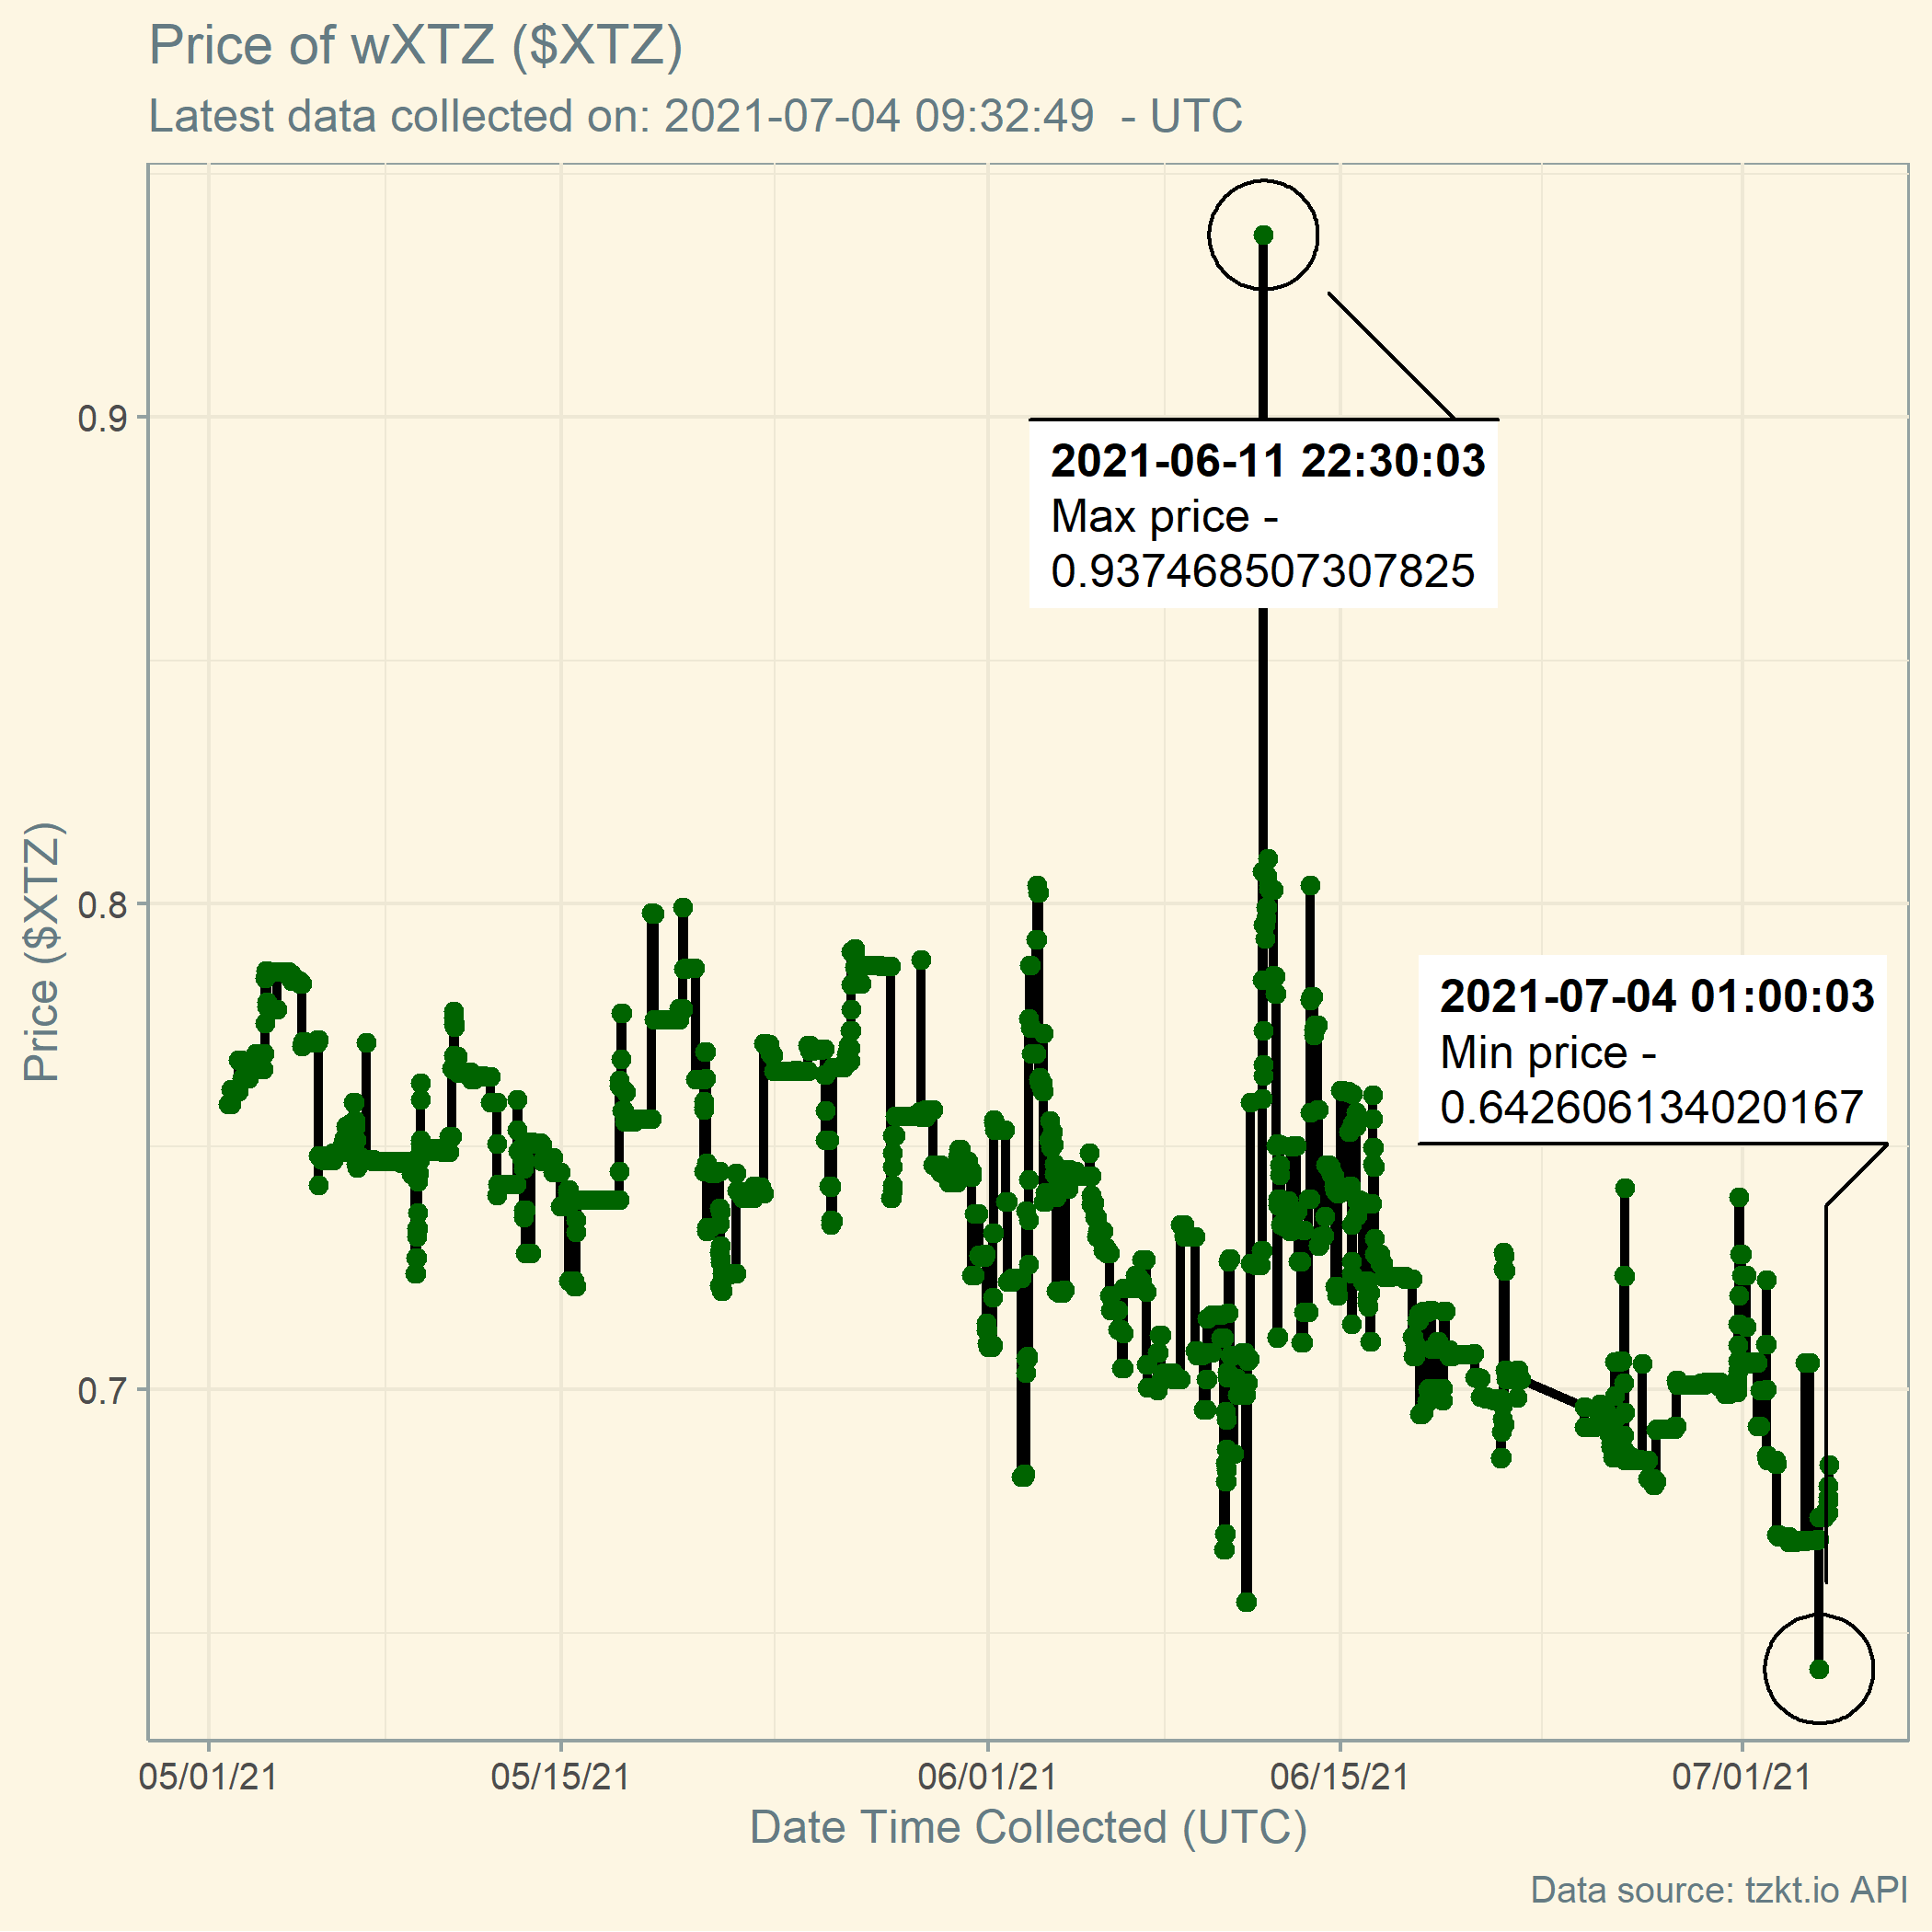 Price of wXTZ ($XTZ)
Latest data collected on: 2021-07-04 09:32:49  - UTC
Price ($XTZ)
0.9
0.8
0.7
2021-06-11 22:30:03
Max price -
0.937468507307825
2021-07-04 01:00:03
Min price -
0.642606134020167
05/01/21
05/15/21
06/01/21
06/15/21
07/01/21
Date Time Collected (UTC)
Data source: tzkt.io API